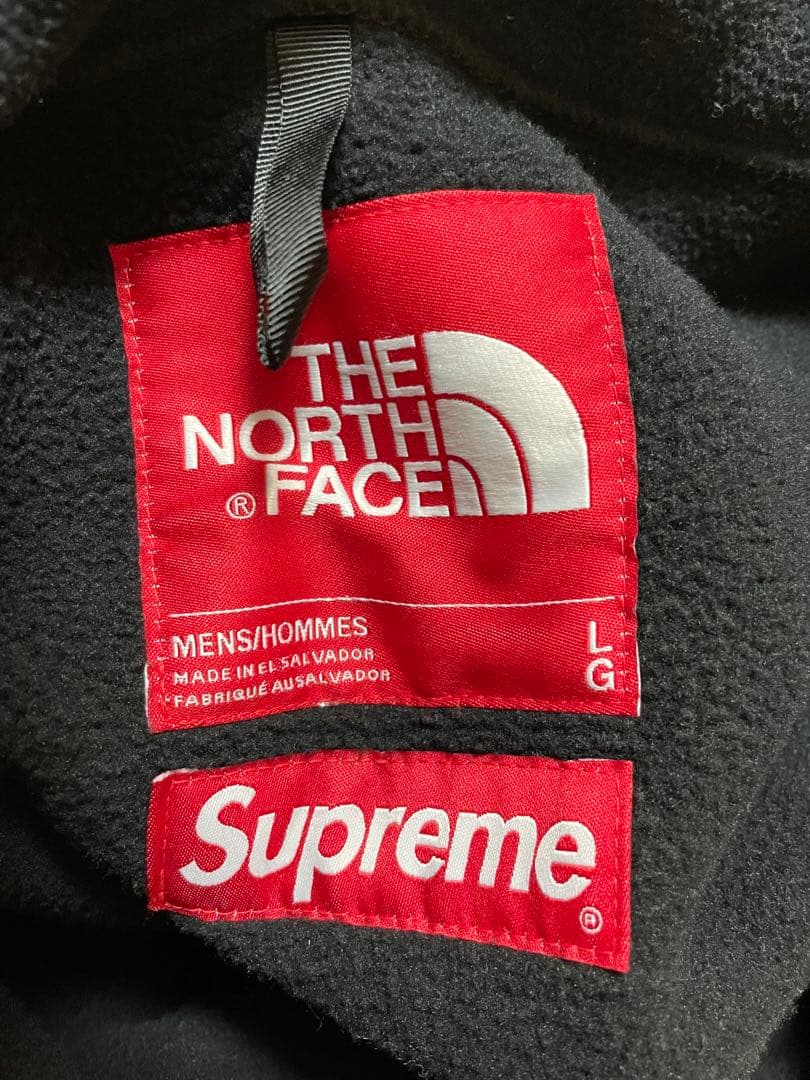 THE
NORTH
® FACE
MENS/HOMMES
MADE IN EL SALVADOR
FABRIQUÉ AU SALVADOR
L
G
Supreme
®